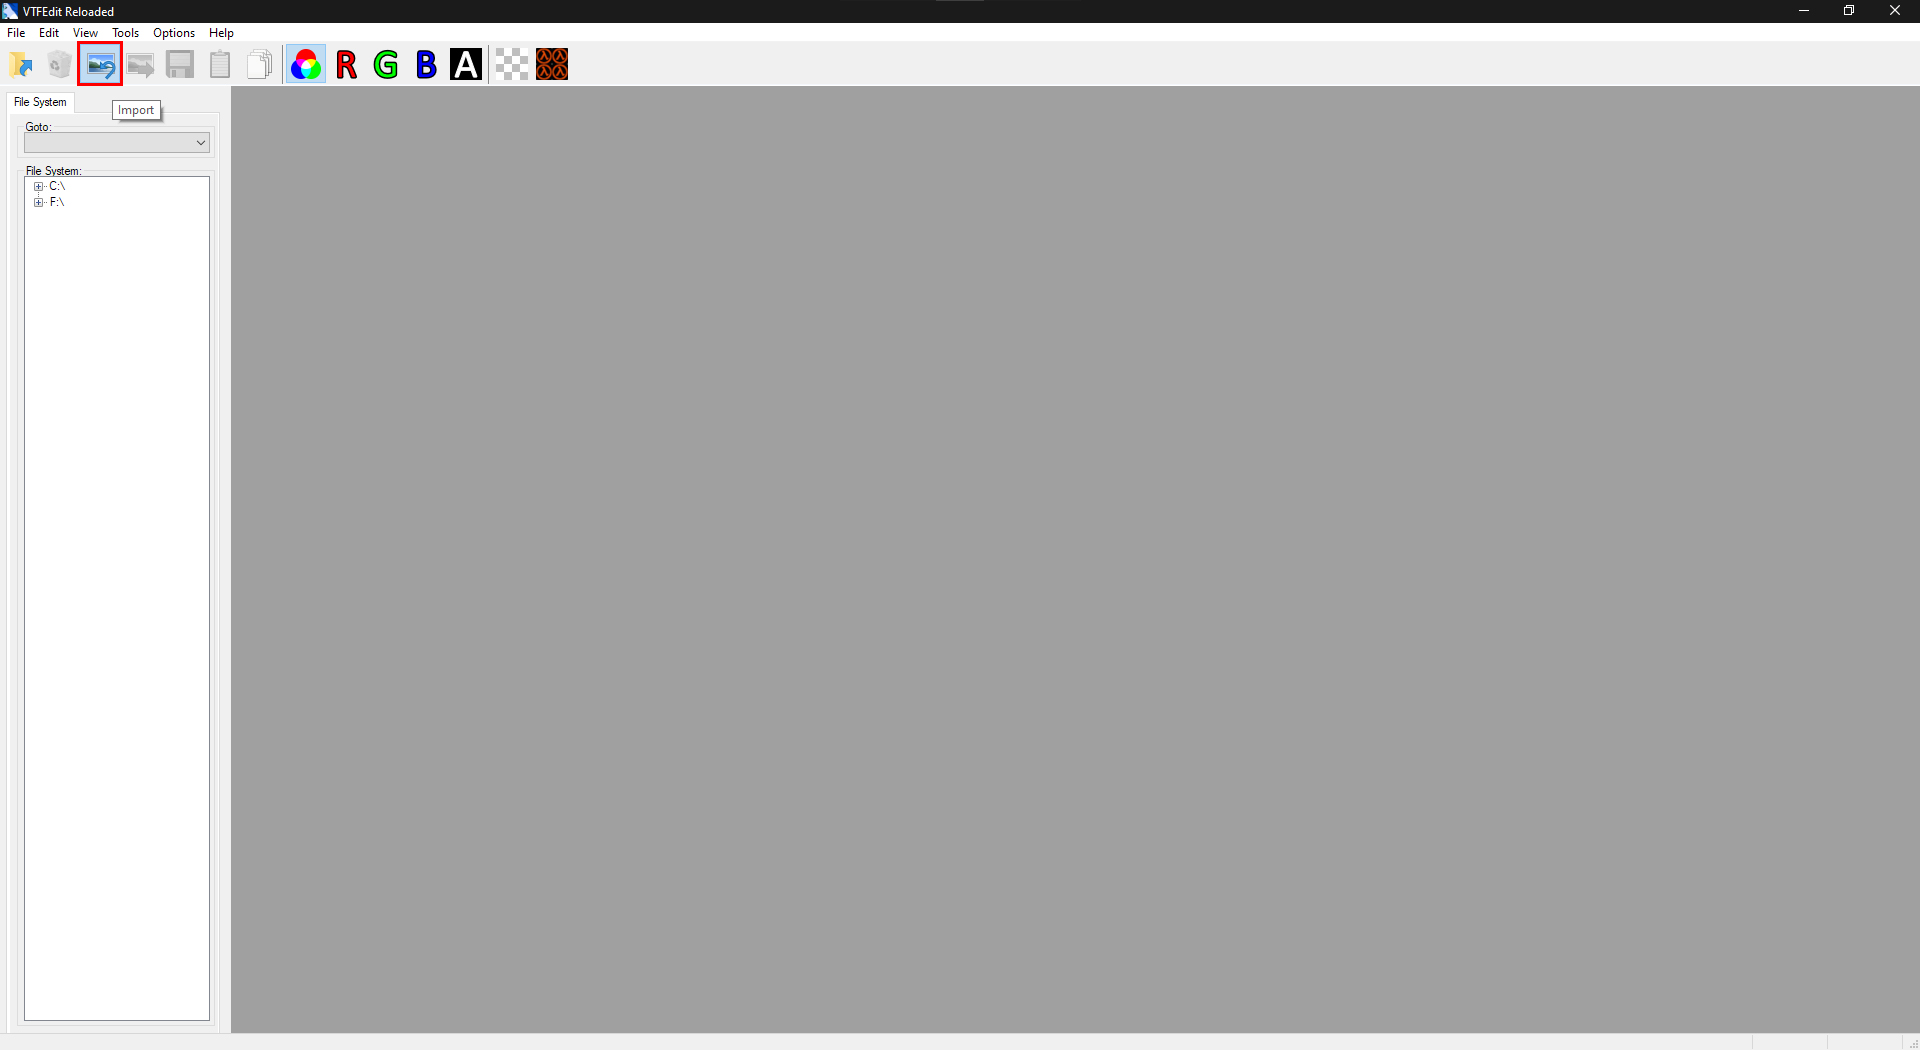 VTFEdit Reloaded
File Edit View Tools Options Help
R G B A
File System
Import
Goto:
File System:
C:\
F:\